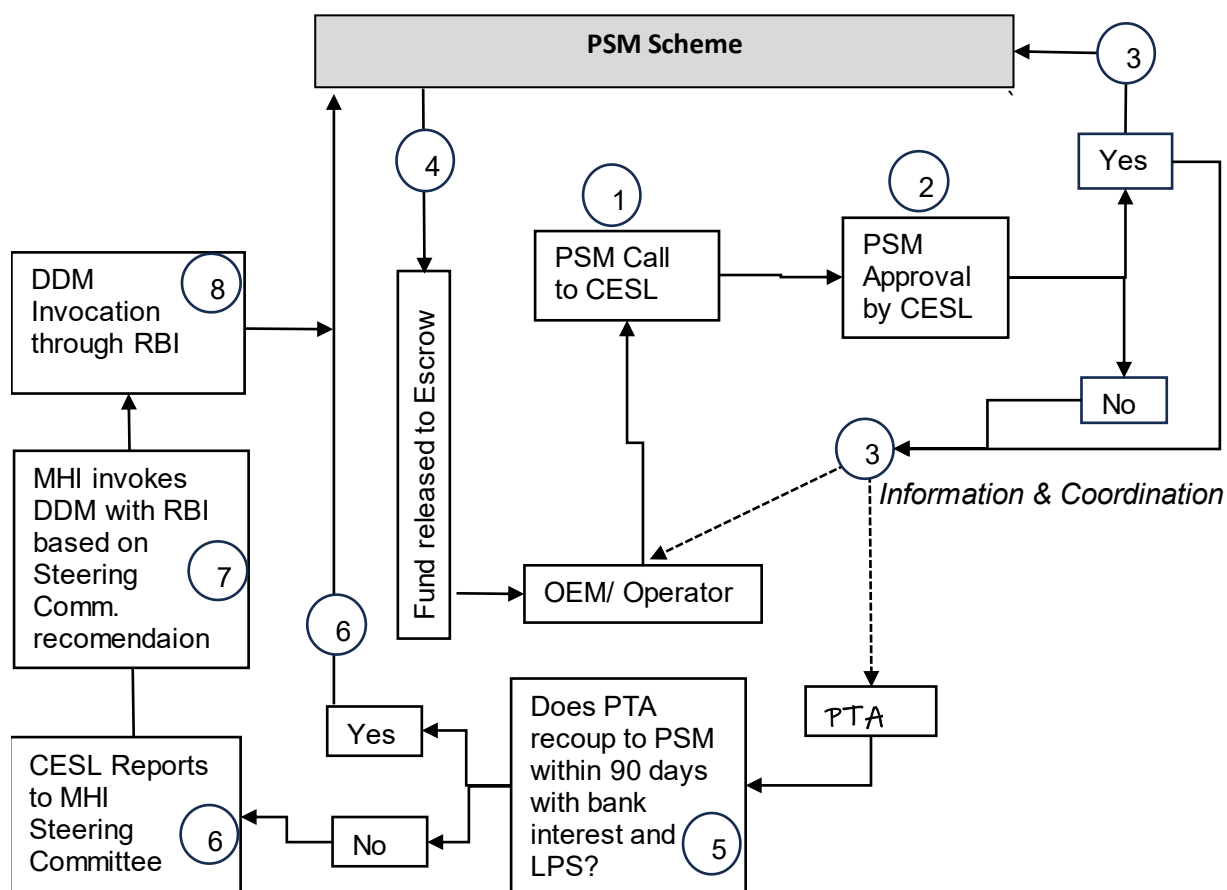 PSM Scheme
3
Yes
4
1
2
PSM Call
to CESL
PSM
Approval
by CESL
DDM
Invocation
through RBI
8
Fund released to Escrow
No
3
Information & Coordination
MHI invokes
DDM with RBI
based on
Steering
Comm.
recomendaion
7
OEM/ Operator
6
PTA
Yes
Does PTA
recoup to PSM
within 90 days
with bank
interest and
LPS?
5
No
CESL Reports
to MHI
Steering
Committee
6